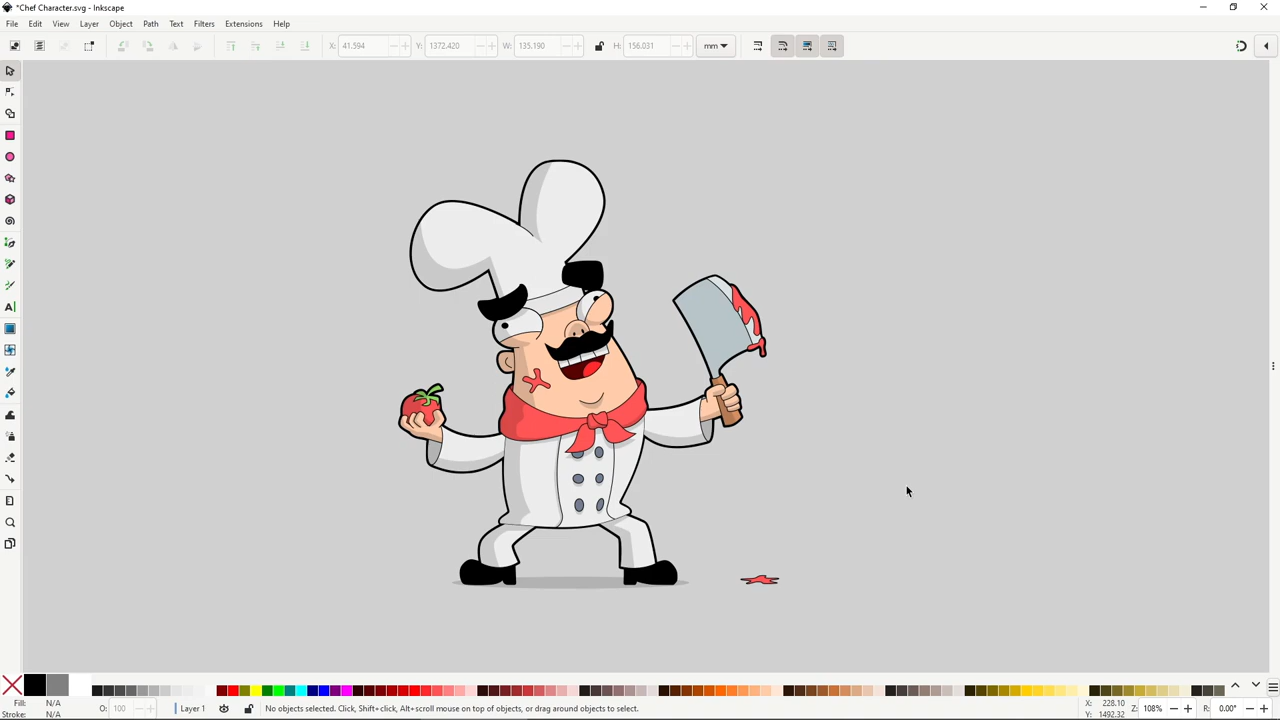 *Chef Character.svg - Inkscape
File Edit View Layer Object Path Text Filters Extensions Help
X: 41.594 Y: 1372.420 W: 135.190 H: 156.031 mm
A
Fill: N/A
Stroke: N/A
O: 100
Layer 1
No objects selected. Click, Shift+click, Alt+scroll mouse on top of objects, or drag around objects to select.
X: 228.10
Y: 1492.32
Z: 108%
R: 0.00°